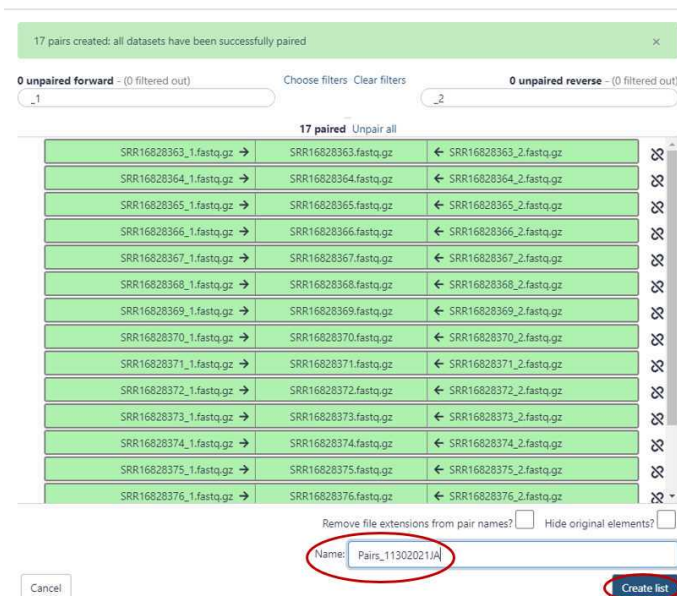 17 pairs created: all datasets have been successfully paired ×
0 unpaired forward - (0 filtered out) Choose filters Clear filters 0 unpaired reverse - (0 filtered out)
_1 _2
17 paired Unpair all
SRR16828363_1.fastq.gz → SRR16828363.fastq.gz ← SRR16828363_2.fastq.gz
SRR16828364_1.fastq.gz → SRR16828364.fastq.gz ← SRR16828364_2.fastq.gz
SRR16828365_1.fastq.gz → SRR16828365.fastq.gz ← SRR16828365_2.fastq.gz
SRR16828366_1.fastq.gz → SRR16828366.fastq.gz ← SRR16828366_2.fastq.gz
SRR16828367_1.fastq.gz → SRR16828367.fastq.gz ← SRR16828367_2.fastq.gz
SRR16828368_1.fastq.gz → SRR16828368.fastq.gz ← SRR16828368_2.fastq.gz
SRR16828369_1.fastq.gz → SRR16828369.fastq.gz ← SRR16828369_2.fastq.gz
SRR16828370_1.fastq.gz → SRR16828370.fastq.gz ← SRR16828370_2.fastq.gz
SRR16828371_1.fastq.gz → SRR16828371.fastq.gz ← SRR16828371_2.fastq.gz
SRR16828372_1.fastq.gz → SRR16828372.fastq.gz ← SRR16828372_2.fastq.gz
SRR16828373_1.fastq.gz → SRR16828373.fastq.gz ← SRR16828373_2.fastq.gz
SRR16828374_1.fastq.gz → SRR16828374.fastq.gz ← SRR16828374_2.fastq.gz
SRR16828375_1.fastq.gz → SRR16828375.fastq.gz ← SRR16828375_2.fastq.gz
SRR16828376_1.fastq.gz → SRR16828376.fastq.gz ← SRR16828376_2.fastq.gz
Remove file extensions from pair names? Hide original elements?
Name: Pairs_11302021JA
Cancel Create list